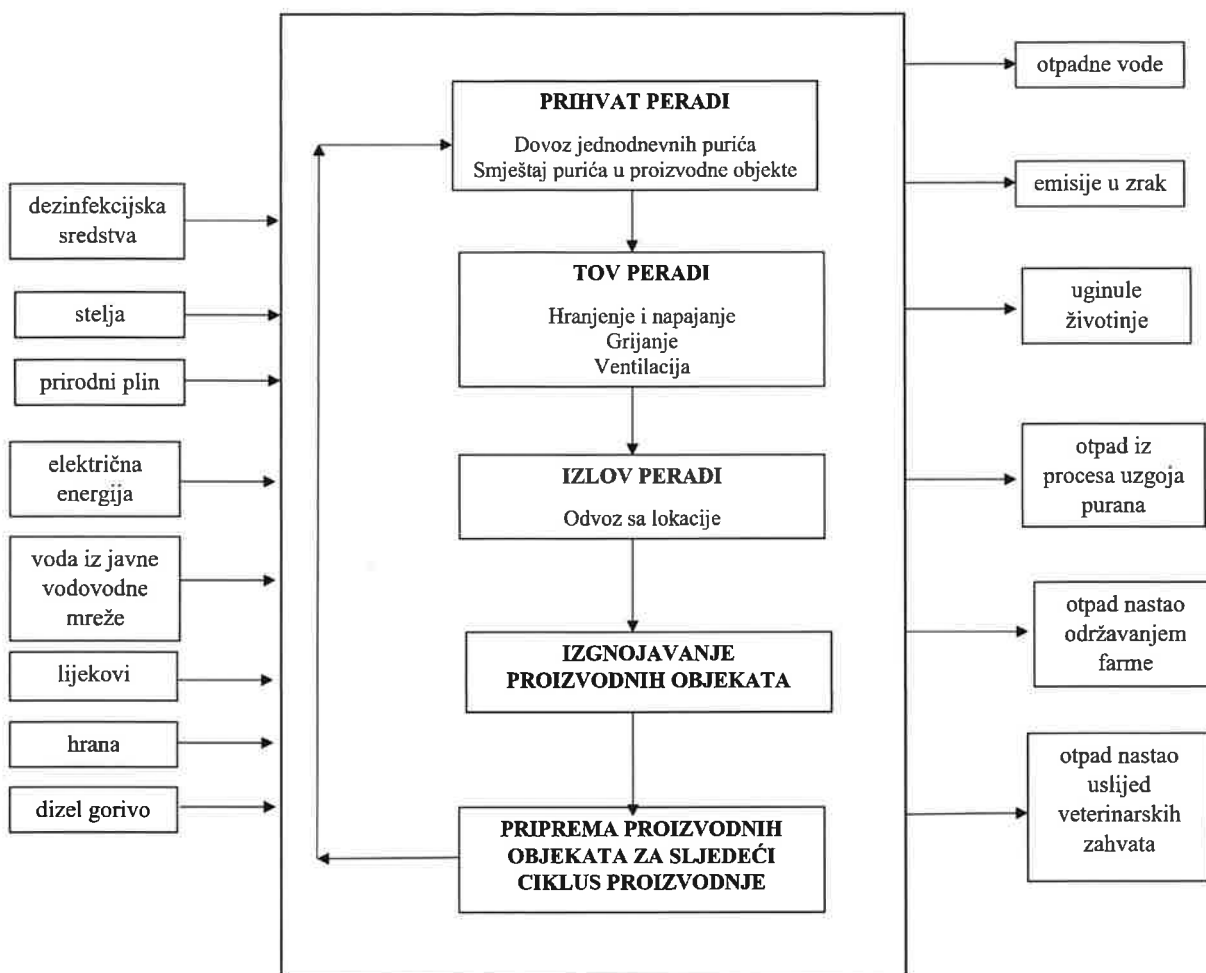 dezinfekcijska
sredstva
stelja
prirodni plin
električna
energija
voda iz javne
vodovodne
mreže
lijekovi
hrana
dizel gorivo
PRIHVAT PERADI
Dovoz jednodnevnih purića
Smještaj purića u proizvodne objekte
TOV PERADI
Hranjenje i napajanje
Grijanje
Ventilacija
IZLOV PERADI
Odvoz sa lokacije
IZGNOJAVANJE
PROIZVODNIH OBJEKATA
PRIPREMA PROIZVODNIH
OBJEKATA ZA SLJEDEĆI
CIKLUS PROIZVODNJE
otpadne vode
emisije u zrak
uginule
životinje
otpad iz
procesa uzgoja
purana
otpad nastao
održavanjem
farme
otpad nastao
uslijed
veterinarskih
zahvata